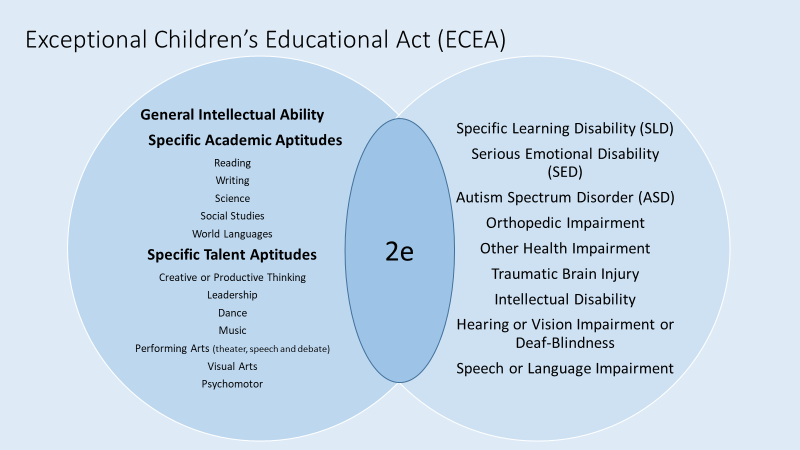 Exceptional Children’s Educational Act (ECEA)
General Intellectual Ability
Specific Academic Aptitudes
Reading
Writing
Science
Social Studies
World Languages
Specific Talent Aptitudes
Creative or Productive Thinking
Leadership
Dance
Music
Performing Arts (theater, speech and debate)
Visual Arts
Psychomotor
2e
Specific Learning Disability (SLD)
Serious Emotional Disability
(SED)
Autism Spectrum Disorder (ASD)
Orthopedic Impairment
Other Health Impairment
Traumatic Brain Injury
Intellectual Disability
Hearing or Vision Impairment or
Deaf-Blindness
Speech or Language Impairment